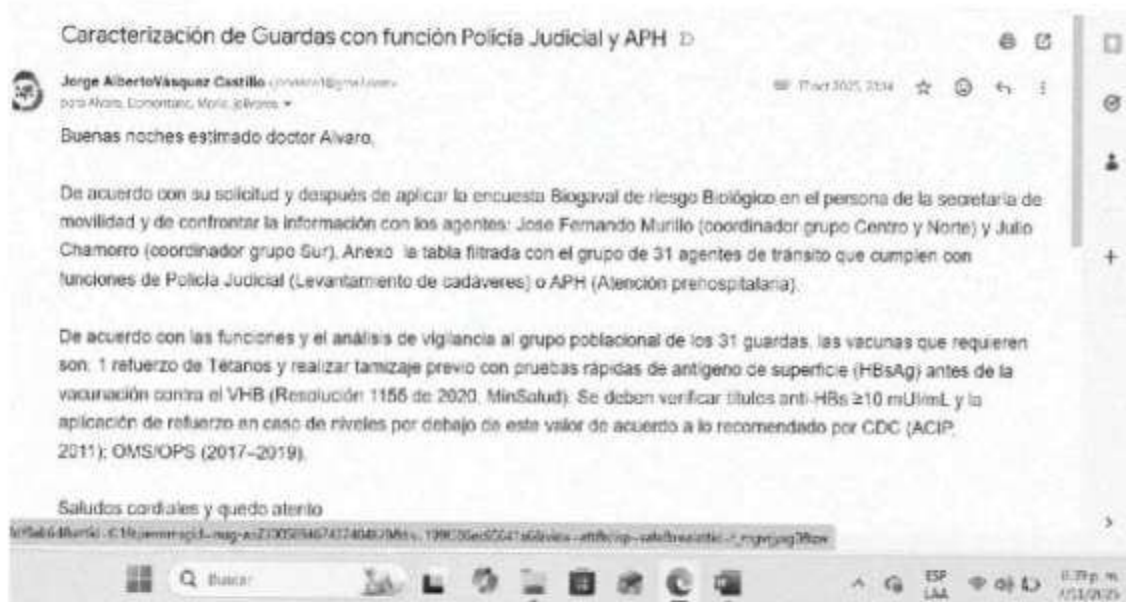 Caracterización de Guardas con función Policía Judicial y APH
Jorge AlbertoVásquez Castillo
17 oct 2025, 23:14
para Alvaro,
Buenas noches estimado doctor Alvaro,
De acuerdo con su solicitud y después de aplicar la encuesta Biogaval de riesgo Biológico en el persona de la secretaria de
movilidad y de confrontar la información con los agentes: Jose Fernando Murillo (coordinador grupo Centro y Norte) y Julio
Chamorro (coordinador grupo Sur), Anexo la tabla filtrada con el grupo de 31 agentes de tránsito que cumplen con
funciones de Policía Judicial (Levantamiento de cadáveres) o APH (Atención prehospitalaria).
De acuerdo con las funciones y el análisis de vigilancia al grupo poblacional de los 31 guardas, las vacunas que requieren
son: 1 refuerzo de Tétanos y realizar tamizaje previo con pruebas rápidas de antígeno de superficie (HBsAg) antes de la
vacunación contra el VHB (Resolución 1155 de 2020, MinSalud). Se deben verificar títulos anti-HBs ≥10 mUI/mL y la
aplicación de refuerzo en caso de niveles por debajo de este valor de acuerdo a lo recomendado por CDC (ACIP,
2011); OMS/OPS (2017–2019).
Saludos cordiales y quedo atento
Buscar
ESP
LAA